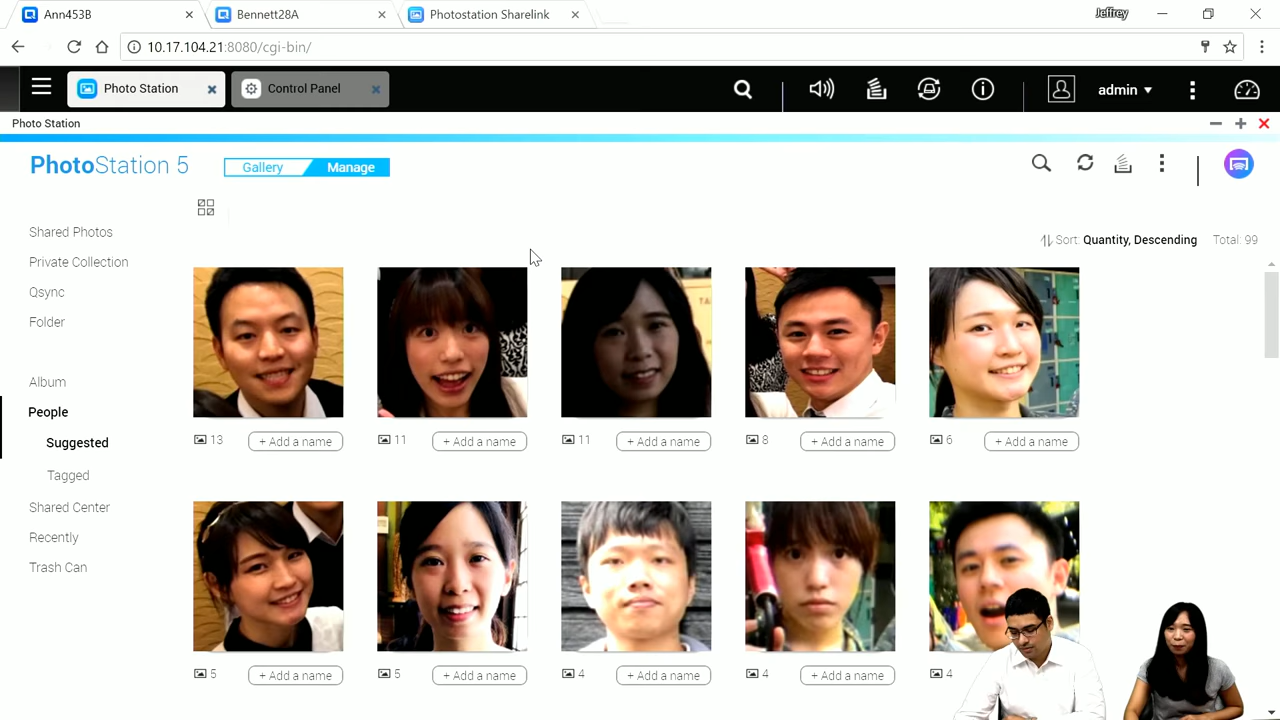 Ann453B
Bennett28A
Photostation Sharelink
Jeffrey
10.17.104.21:8080/cgi-bin/
Photo Station
Control Panel
admin
Photo Station
PhotoStation 5
Gallery
Manage
Shared Photos
Private Collection
Qsync
Folder
Album
People
Suggested
Tagged
Shared Center
Recently
Trash Can
Sort: Quantity, Descending
Total: 99
13
+ Add a name
11
+ Add a name
11
+ Add a name
8
+ Add a name
6
+ Add a name
5
+ Add a name
5
+ Add a name
4
+ Add a name
4
+ Add a name
4